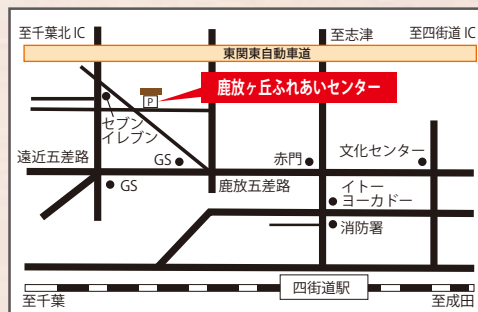 至千葉北IC
至志津
至四街道IC
東関東自動車道
鹿放ヶ丘ふれあいセンター
P
セブン
イレブン
遠近五差路
GS
赤門
文化センター
GS
鹿放五差路
イトー
ヨーカドー
消防署
四街道駅
至千葉
至成田